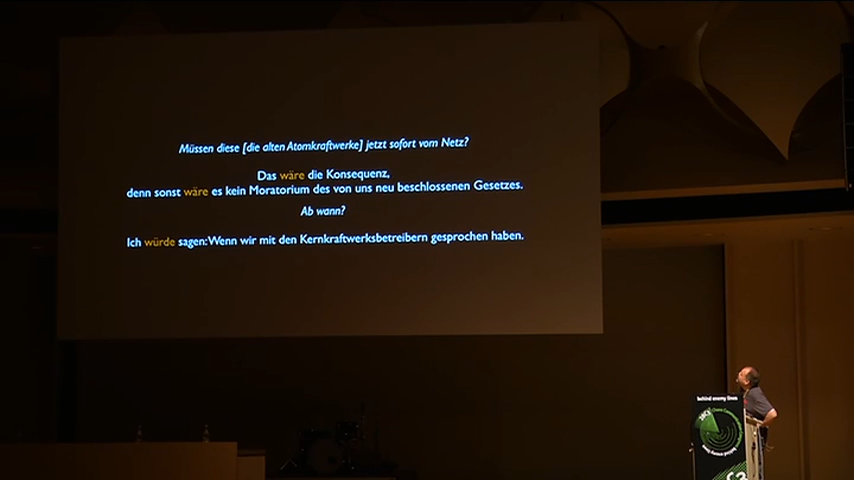 Müssen diese [die alten Atomkraftwerke] jetzt sofort vom Netz?
Das wäre die Konsequenz,
denn sonst wäre es kein Moratorium des von uns neu beschlossenen Gesetzes.
Ab wann?
Ich würde sagen: Wenn wir mit den Kernkraftwerksbetreibern gesprochen haben.
behind enemy lines
28C3